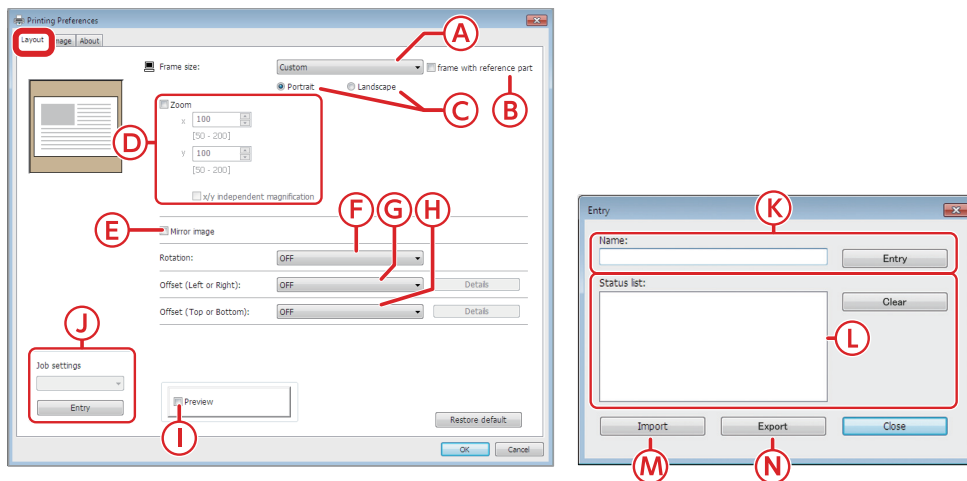 Printing Preferences
Layout Image About
A
Frame size: Custom frame with reference part
Portrait Landscape
C B
Zoom
x 100
[50 - 200]
D
y 100
[50 - 200]
x/y independent magnification
F G H
E Mirror image
Rotation: OFF
Offset (Left or Right): OFF Details
Offset (Top or Bottom): OFF Details
J
Job settings
Entry
Preview
I
Restore default
OK Cancel
K
Entry
Name:
Entry
Status list:
Clear
L
Import Export Close
M N